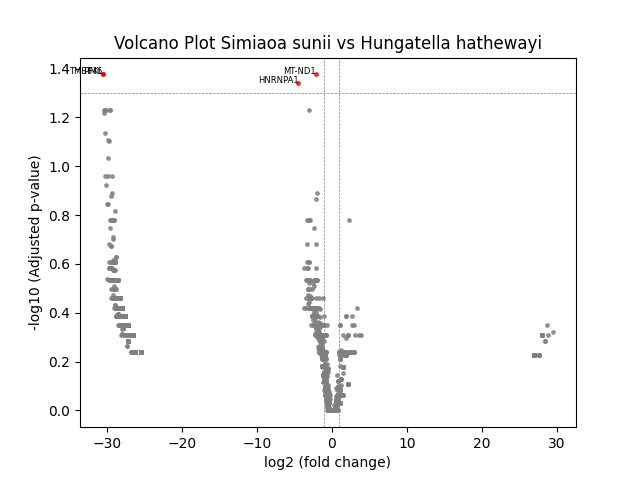 Volcano Plot Simiaoa sunii vs Hungatella hathewayi
MT-ND1
HNRNPA1
-log10 (Adjusted p-value)
1.4
1.2
1.0
0.8
0.6
0.4
0.2
0.0
−30 −20 −10 0 10 20 30
log2 (fold change)